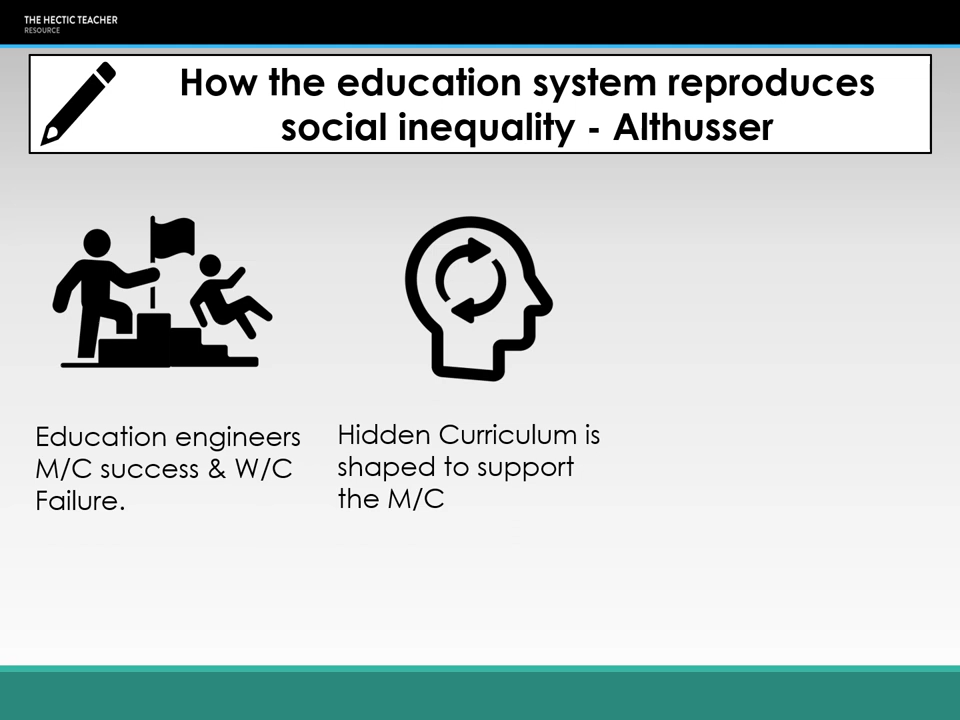 THE HECTIC TEACHER
RESOURCE
How the education system reproduces
social inequality - Althusser
Education engineers
M/C success & W/C
Failure.
Hidden Curriculum is
shaped to support
the M/C